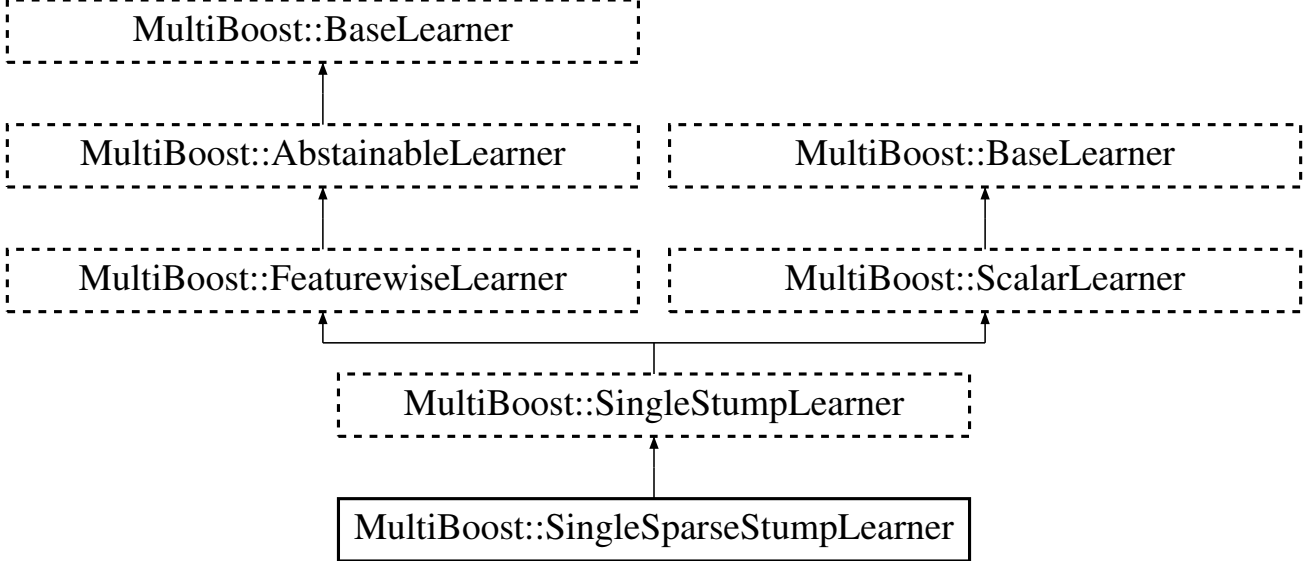 MultiBoost::BaseLearner
MultiBoost::AbstainableLearner
MultiBoost::BaseLearner
MultiBoost::FeaturewiseLearner
MultiBoost::ScalarLearner
MultiBoost::SingleStumpLearner
MultiBoost::SingleSparseStumpLearner